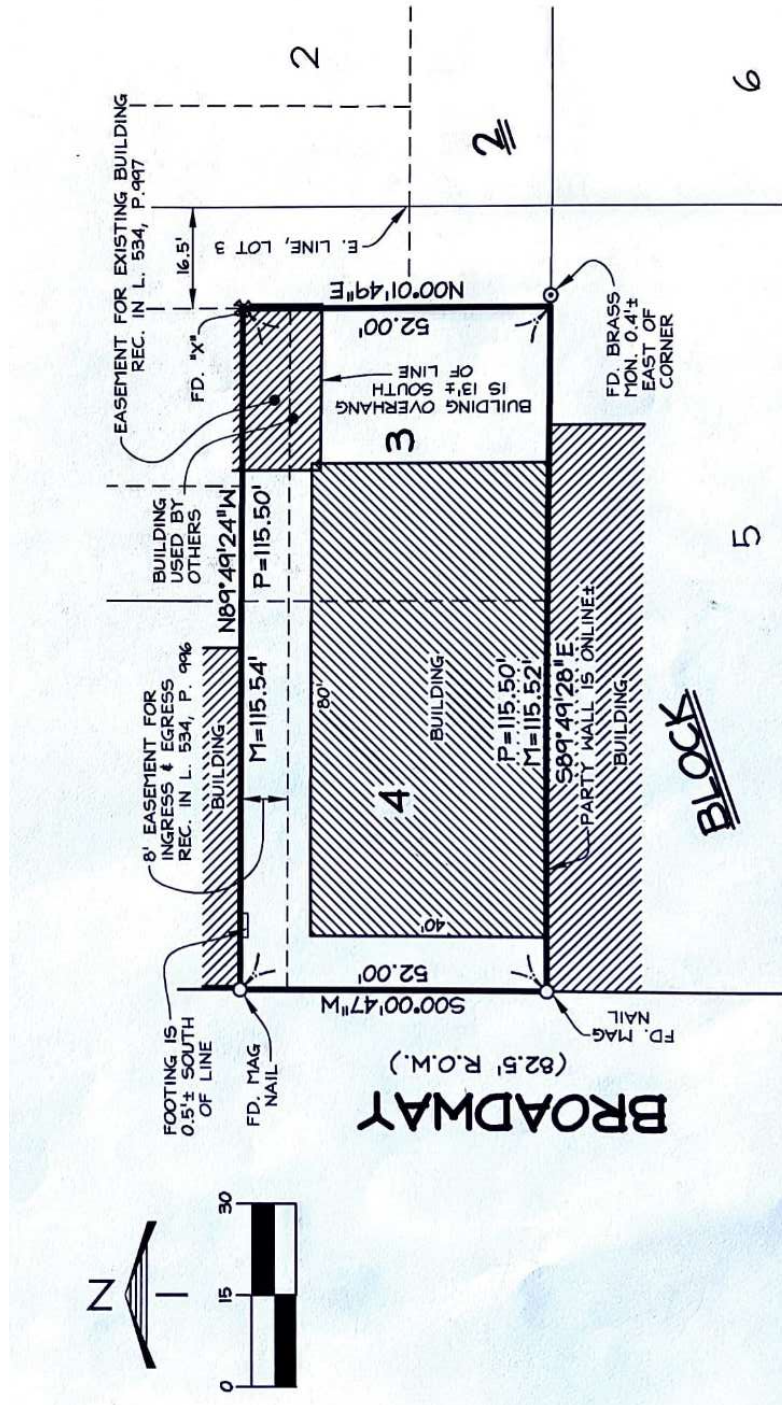 EASEMENT FOR EXISTING BUILDING
REC. IN L. 534, P.997
2
BUILDING
USED BY
OTHERS
FD. "X"
16.5'
E. LINE, LOT 3
2
8' EASEMENT FOR
INGRESS & EGRESS
REC. IN L. 534, P. 996
BUILDING
N89°49'24"W
M=115.54'
P=115.50'
FOOTING IS
0.5'± SOUTH
OF LINE
FD. MAG
NAIL
BUILDING OVERHANG
IS 13'± SOUTH
OF LINE
52.00'
N00°01'49"E
3
80'
4
BUILDING
40'
52.00'
S00°00'47"W
P=115.50'
M=115.52'
S89°49'28"E
PARTY WALL IS ONLINE±
BUILDING
FD. BRASS
MON. 0.4'±
EAST OF
CORNER
FD. MAG
NAIL
BROADWAY
(82.5' R.O.W.)
BLOCK
5
6
N
0
15
30